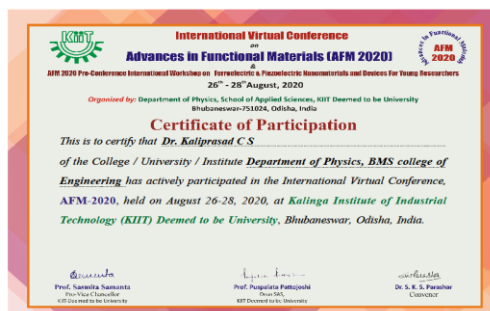 KIIT
International Virtual Conference
on
Advances in Functional Materials (AFM 2020)
&
AFM 2020 Pre-Conference International Workshop on Ferroelectric & Piezoelectric Nanomaterials and Devices For Young Researchers
26th - 28th August, 2020
Advances in Functional Materials
AFM
2020
Organized by: Department of Physics, School of Applied Sciences, KIIT Deemed to be University
Bhubaneswar-751024, Odisha, India
Certificate of Participation
This is to certify that Dr. Kaliprasad C S
of the College / University / Institute Department of Physics, BMS college of
Engineering has actively participated in the International Virtual Conference,
AFM-2020, held on August 26-28, 2020, at Kalinga Institute of Industrial
Technology (KIIT) Deemed to be University, Bhubaneswar, Odisha, India.
Prof. Sasmita Samanta
Pro-Vice Chancellor
KIIT Deemed to be University
Prof. Puspalata Pattojoshi
Dean SAS,
KIIT Deemed to be University
Dr. S. K. S. Parashar
Convener